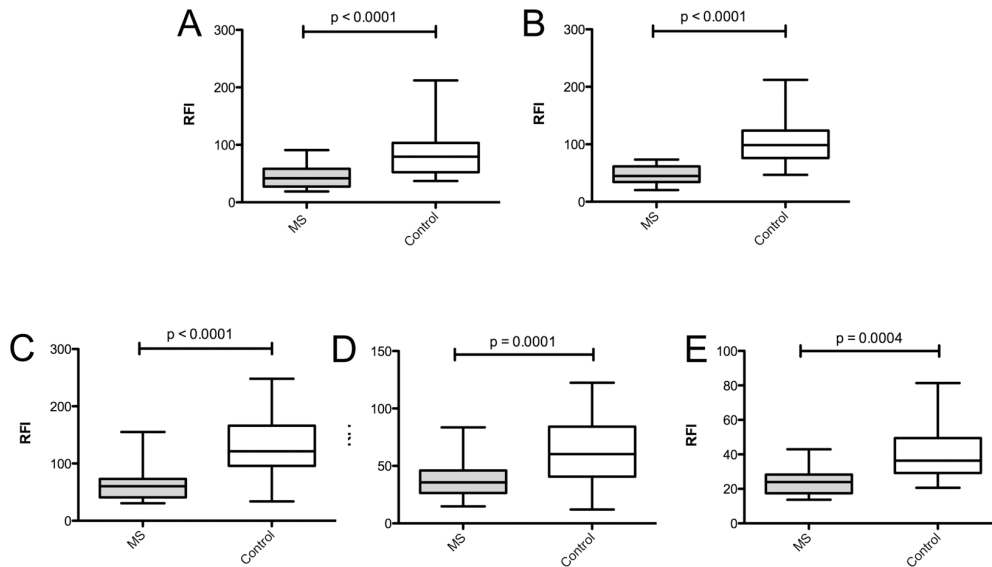 A
p < 0.0001
300
200
100
0
RFI
MS
Control
B
p < 0.0001
300
200
100
0
RFI
MS
Control
C
p < 0.0001
300
200
100
0
RFI
MS
Control
D
p = 0.0001
150
100
50
0
MS
Control
E
p = 0.0004
100
80
60
40
20
0
RFI
MS
Control